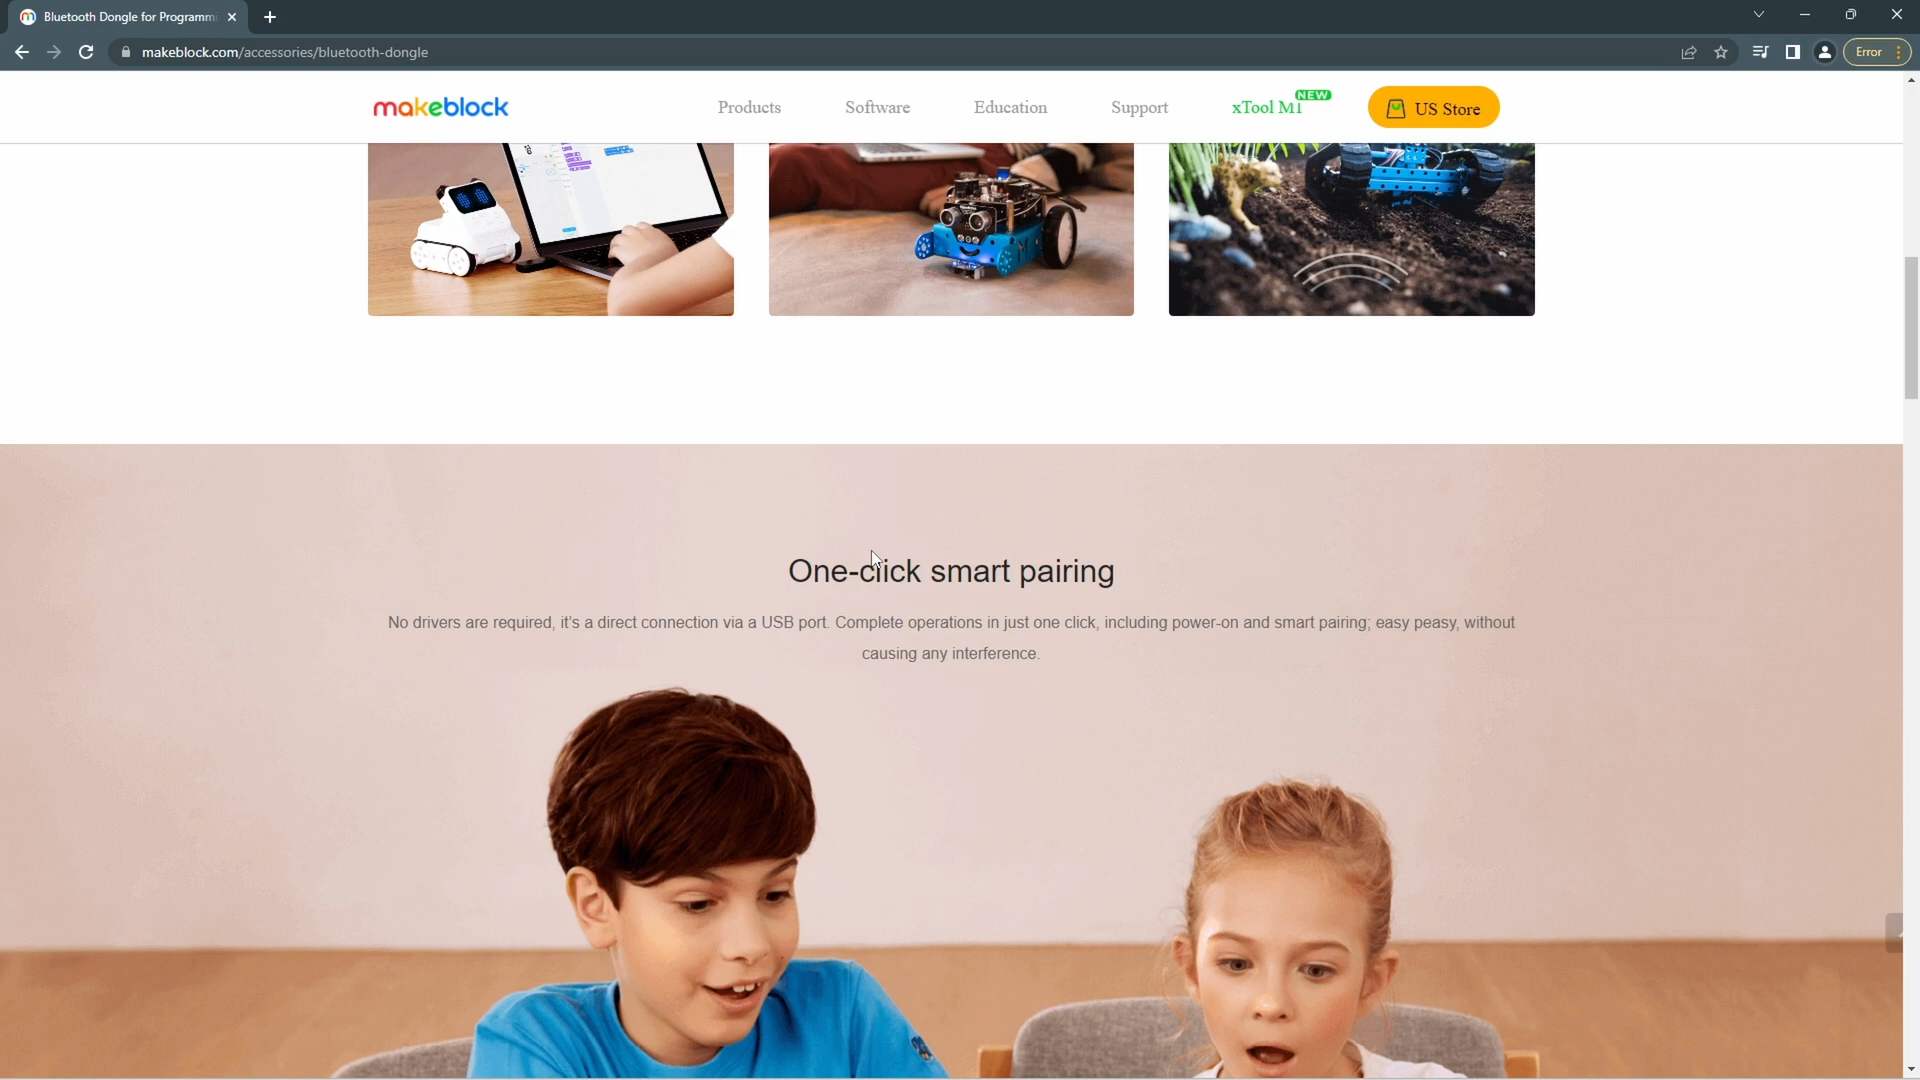 Bluetooth Dongle for Programmi
makeblock.com/accessories/bluetooth-dongle
Error
makeblock
Products
Software
Education
Support
xTool M1
NEW
US Store
One-click smart pairing
No drivers are required, it’s a direct connection via a USB port. Complete operations in just one click, including power-on and smart pairing; easy peasy, without
causing any interference.